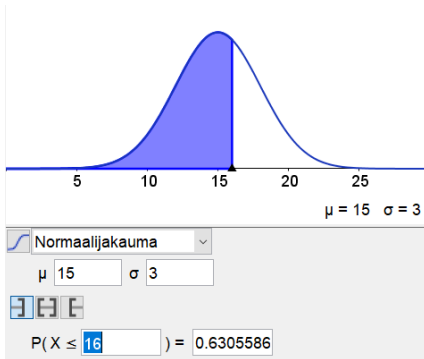 5 10 15 20 25
μ = 15 σ = 3
Normaalijakauma
μ 15 σ 3
P( X ≤ 16 ) = 0.6305586